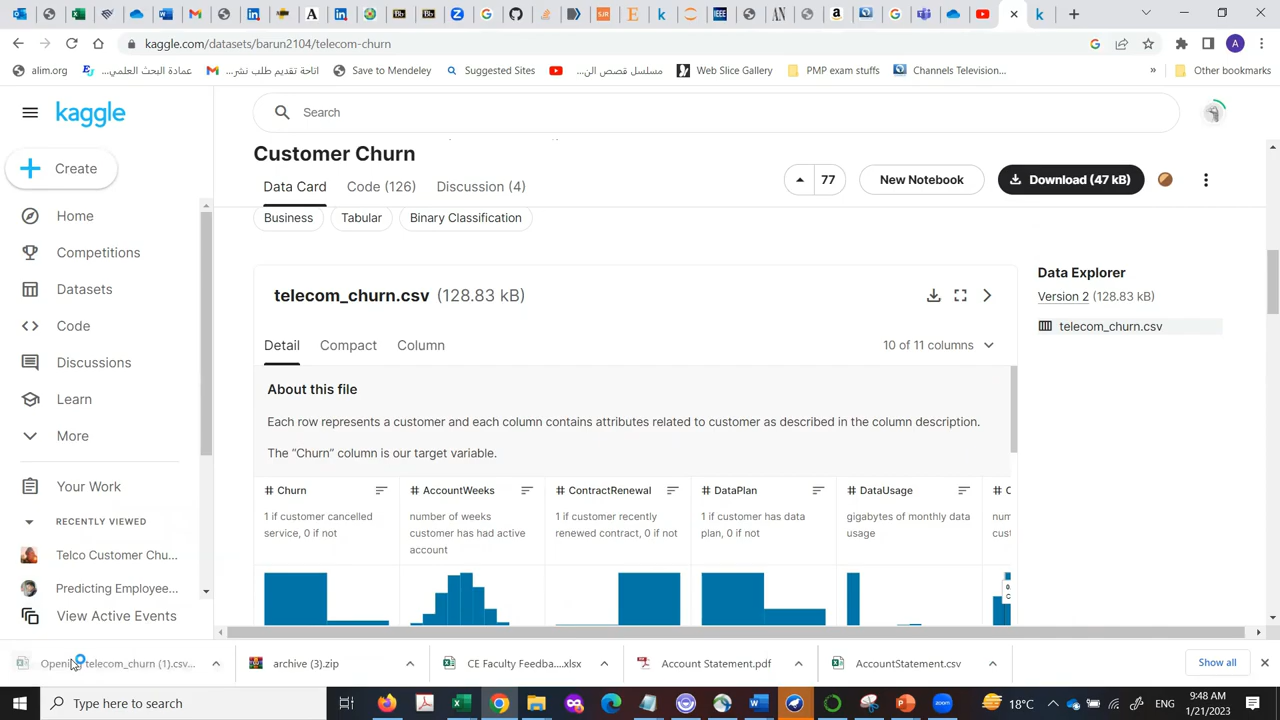 kaggle.com/datasets/barun2104/telecom-churn
alim.org
عمادة البحث العلمي...
اتاحة تقديم طلب نشر...
Save to Mendeley
Suggested Sites
مسلسل قصص الن...
Web Slice Gallery
PMP exam stuffs
Channels Television...
»
Other bookmarks
kaggle
Search
Create
Home
Competitions
Datasets
Code
Discussions
Learn
More
Your Work
RECENTLY VIEWED
Telco Customer Chu...
Predicting Employee...
View Active Events
Customer Churn
Data Card
Code (126)
Discussion (4)
77
New Notebook
Download (47 kB)
Business
Tabular
Binary Classification
telecom_churn.csv (128.83 kB)
Detail
Compact
Column
10 of 11 columns
About this file
Each row represents a customer and each column contains attributes related to customer as described in the column description.
The “Churn” column is our target variable.
# Churn
1 if customer cancelled
service, 0 if not
# AccountWeeks
number of weeks
customer has had active
account
# ContractRenewal
1 if customer recently
renewed contract, 0 if not
# DataPlan
1 if customer has data
plan, 0 if not
# DataUsage
gigabytes of monthly data
usage
Data Explorer
Version 2 (128.83 kB)
telecom_churn.csv
telecom_churn (1).csv...
archive (3).zip
CE Faculty Feedba....xlsx
Account Statement.pdf
AccountStatement.csv
Show all
Type here to search
18°C
ENG
9:48 AM
1/21/2023